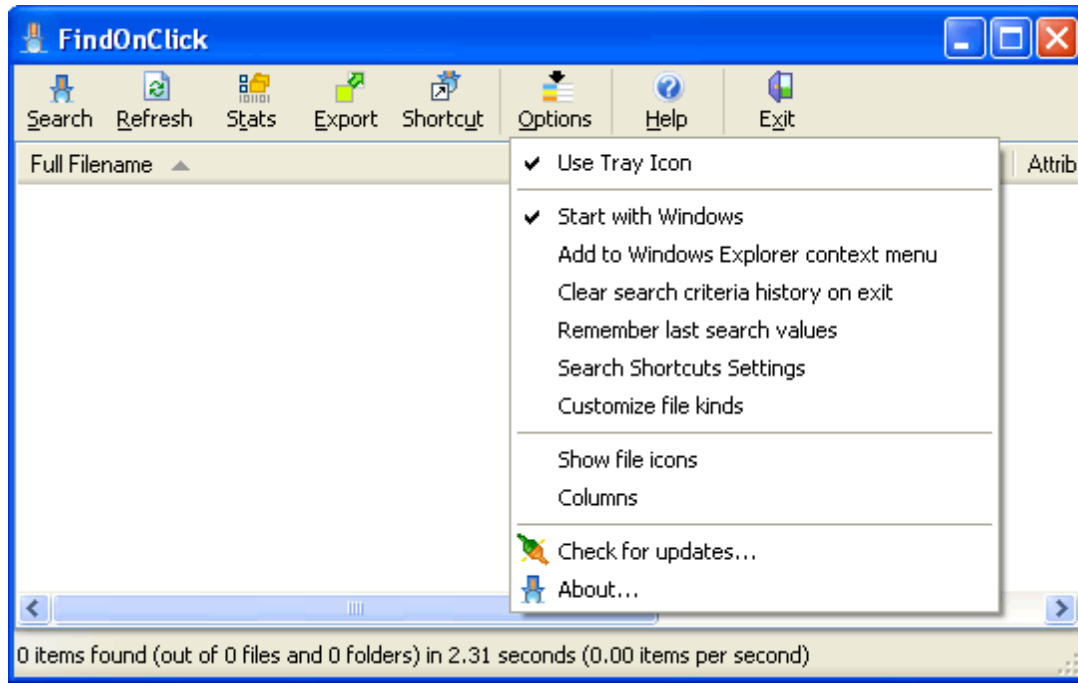 FindOnClick
Search Refresh Stats Export Shortcut Options Help Exit
Full Filename Attrib
Use Tray Icon
Start with Windows
Add to Windows Explorer context menu
Clear search criteria history on exit
Remember last search values
Search Shortcuts Settings
Customize file kinds
Show file icons
Columns
Check for updates...
About...
0 items found (out of 0 files and 0 folders) in 2.31 seconds (0.00 items per second)